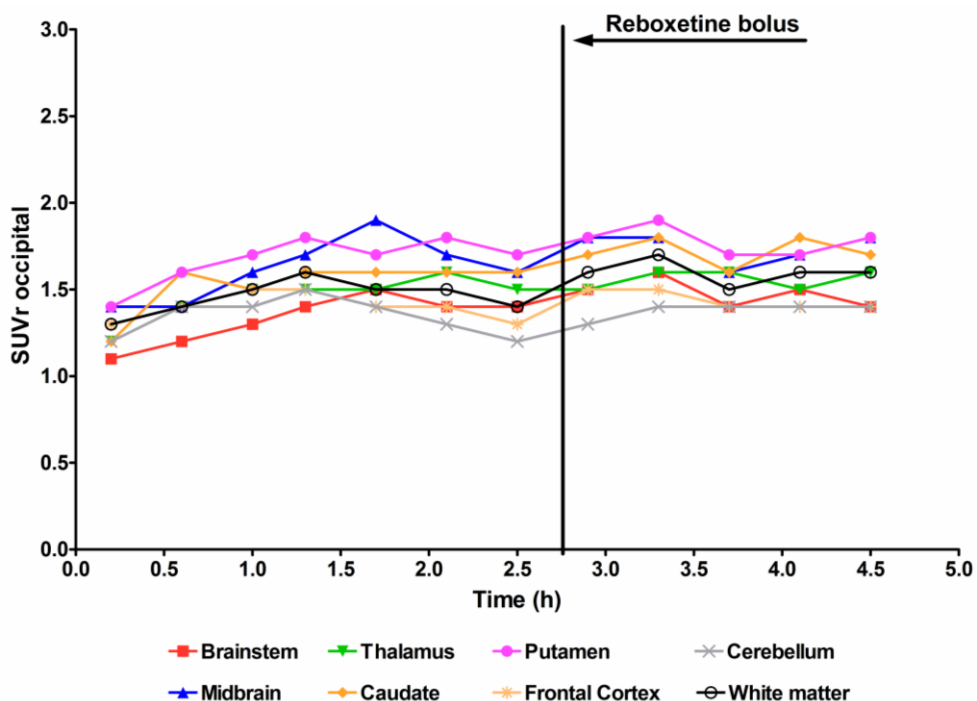 Reboxetine bolus
3.0
2.5
2.0
1.5
1.0
0.5
0.0
SUVr occipital
0.0 0.5 1.0 1.5 2.0 2.5 3.0 3.5 4.0 4.5 5.0
Time (h)
Brainstem Thalamus Putamen Cerebellum
Midbrain Caudate Frontal Cortex White matter